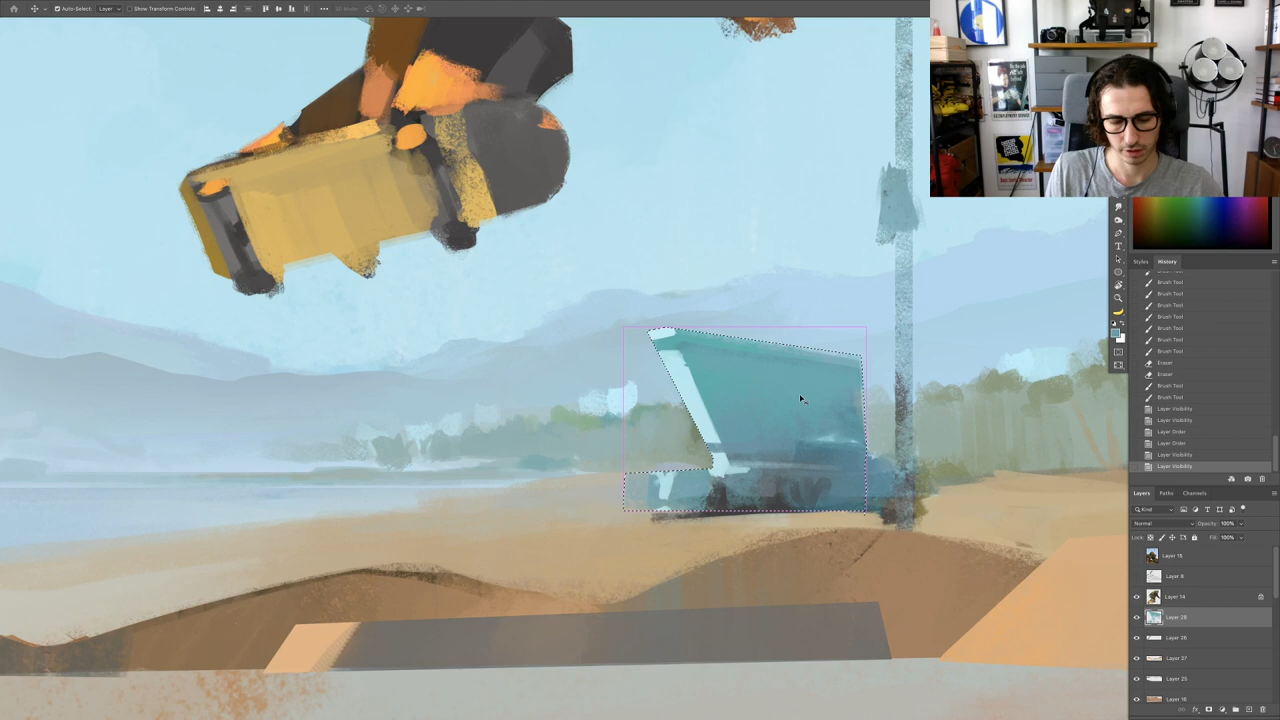 Auto-Select: Layer Show Transform Controls
Styles History
Brush Tool
Brush Tool
Brush Tool
Brush Tool
Brush Tool
Brush Tool
Brush Tool
Eraser
Eraser
Brush Tool
Brush Tool
Layer Visibility
Layer Visibility
Layer Order
Layer Order
Layer Visibility
Layer Visibility
Layers Paths Channels
Kind
Normal Opacity: 100%
Lock: Fill: 100%
Layer 15
Layer 8
Layer 14
Layer 28
Layer 26
Layer 27
Layer 25
Layer 16